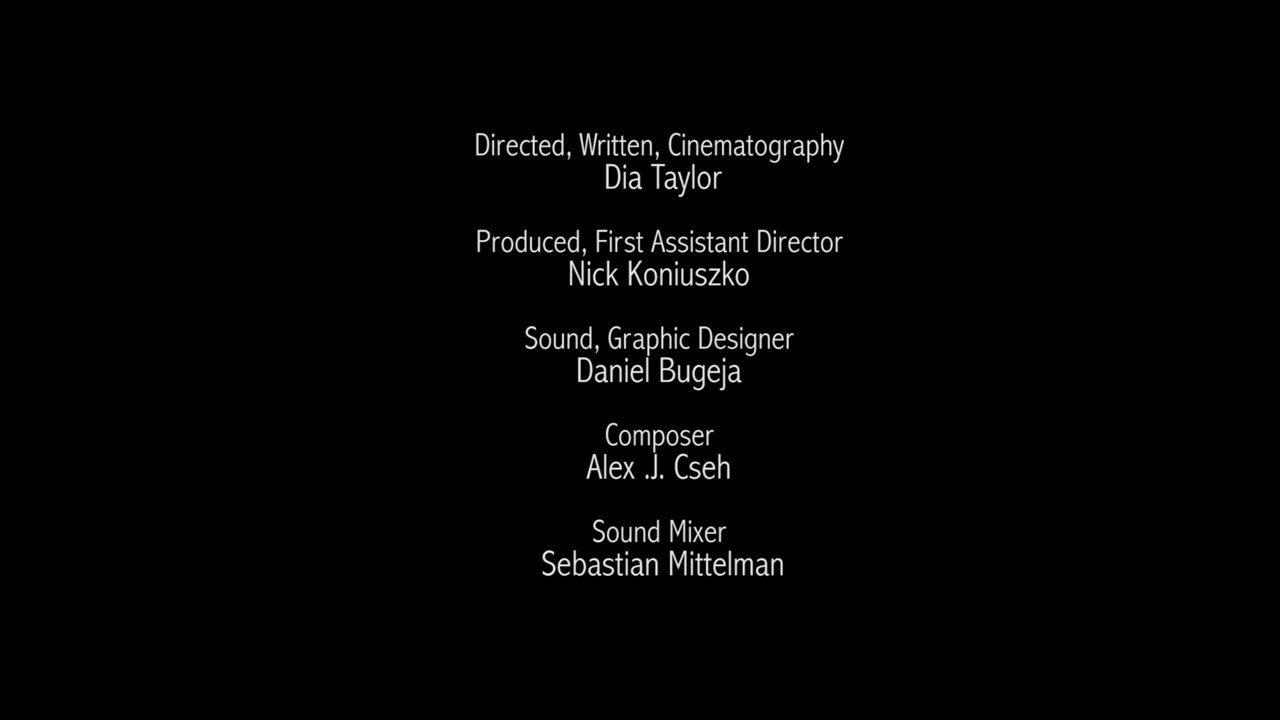 Directed, Written, Cinematography
Dia Taylor
Produced, First Assistant Director
Nick Koniuszko
Sound, Graphic Designer
Daniel Bugeja
Composer
Alex .J. Cseh
Sound Mixer
Sebastian Mittelman